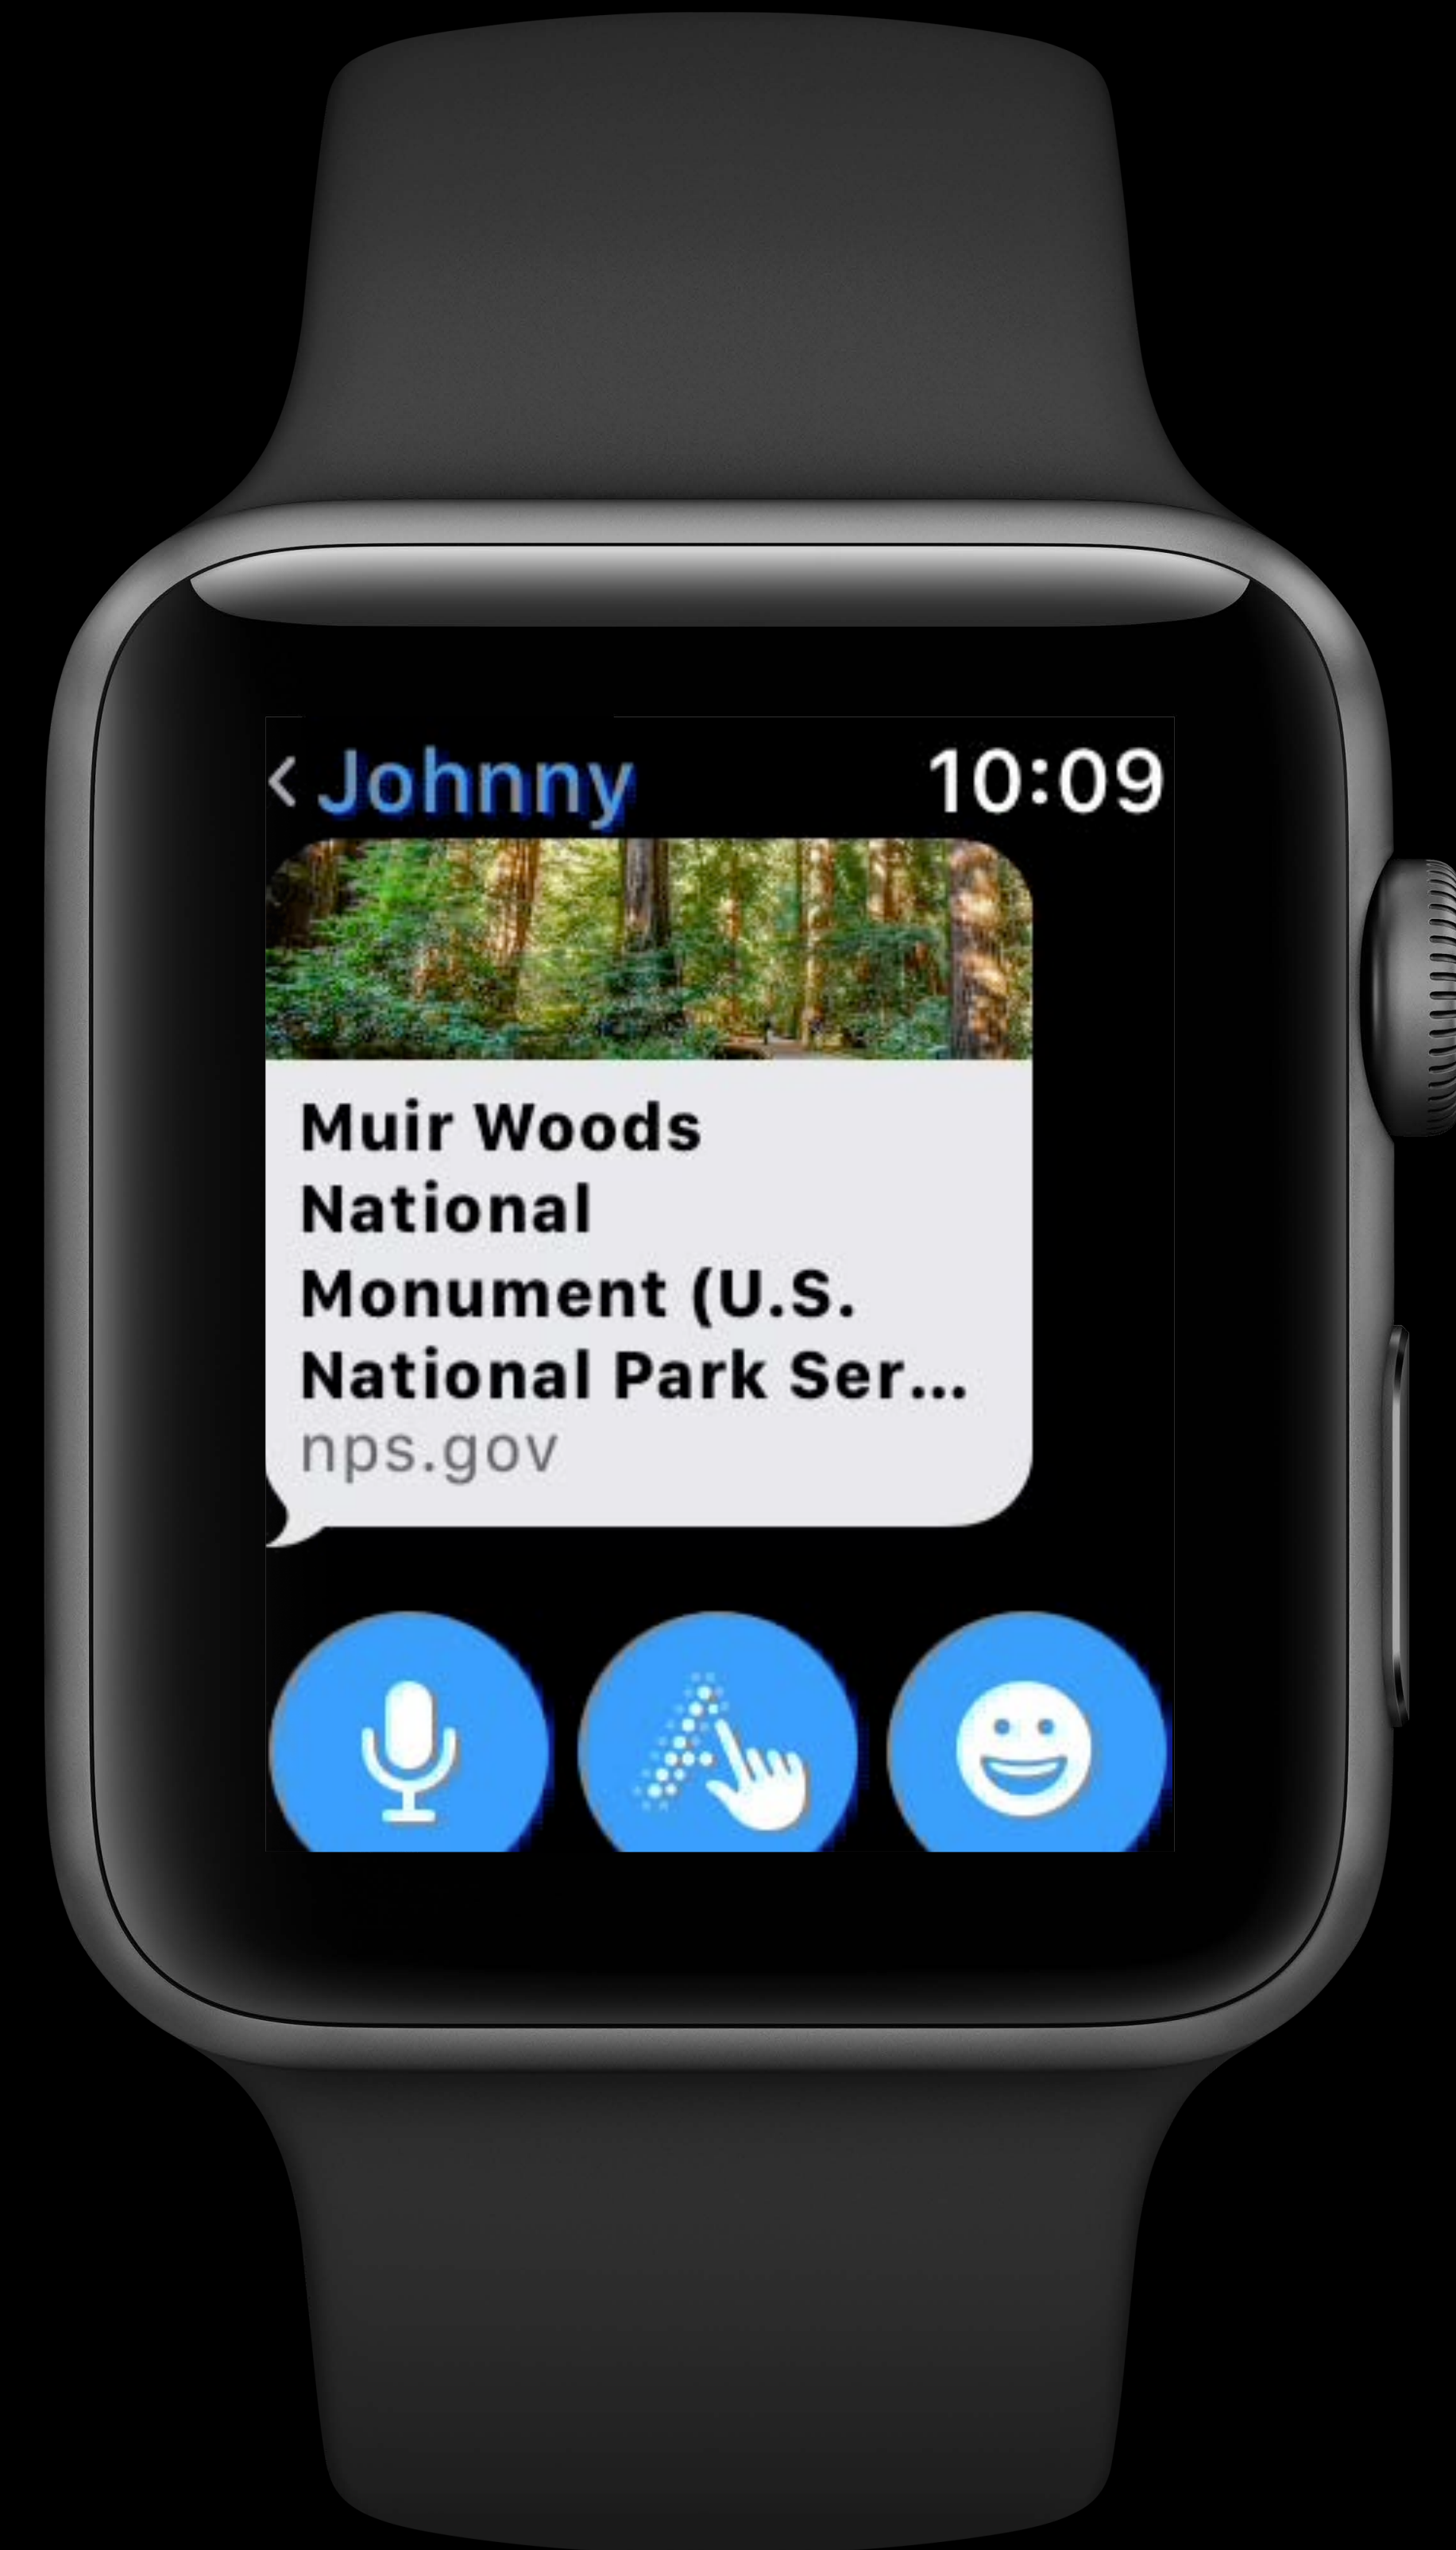 Johnny 10:09
Muir Woods
National
Monument (U.S.
National Park Ser...
nps.gov